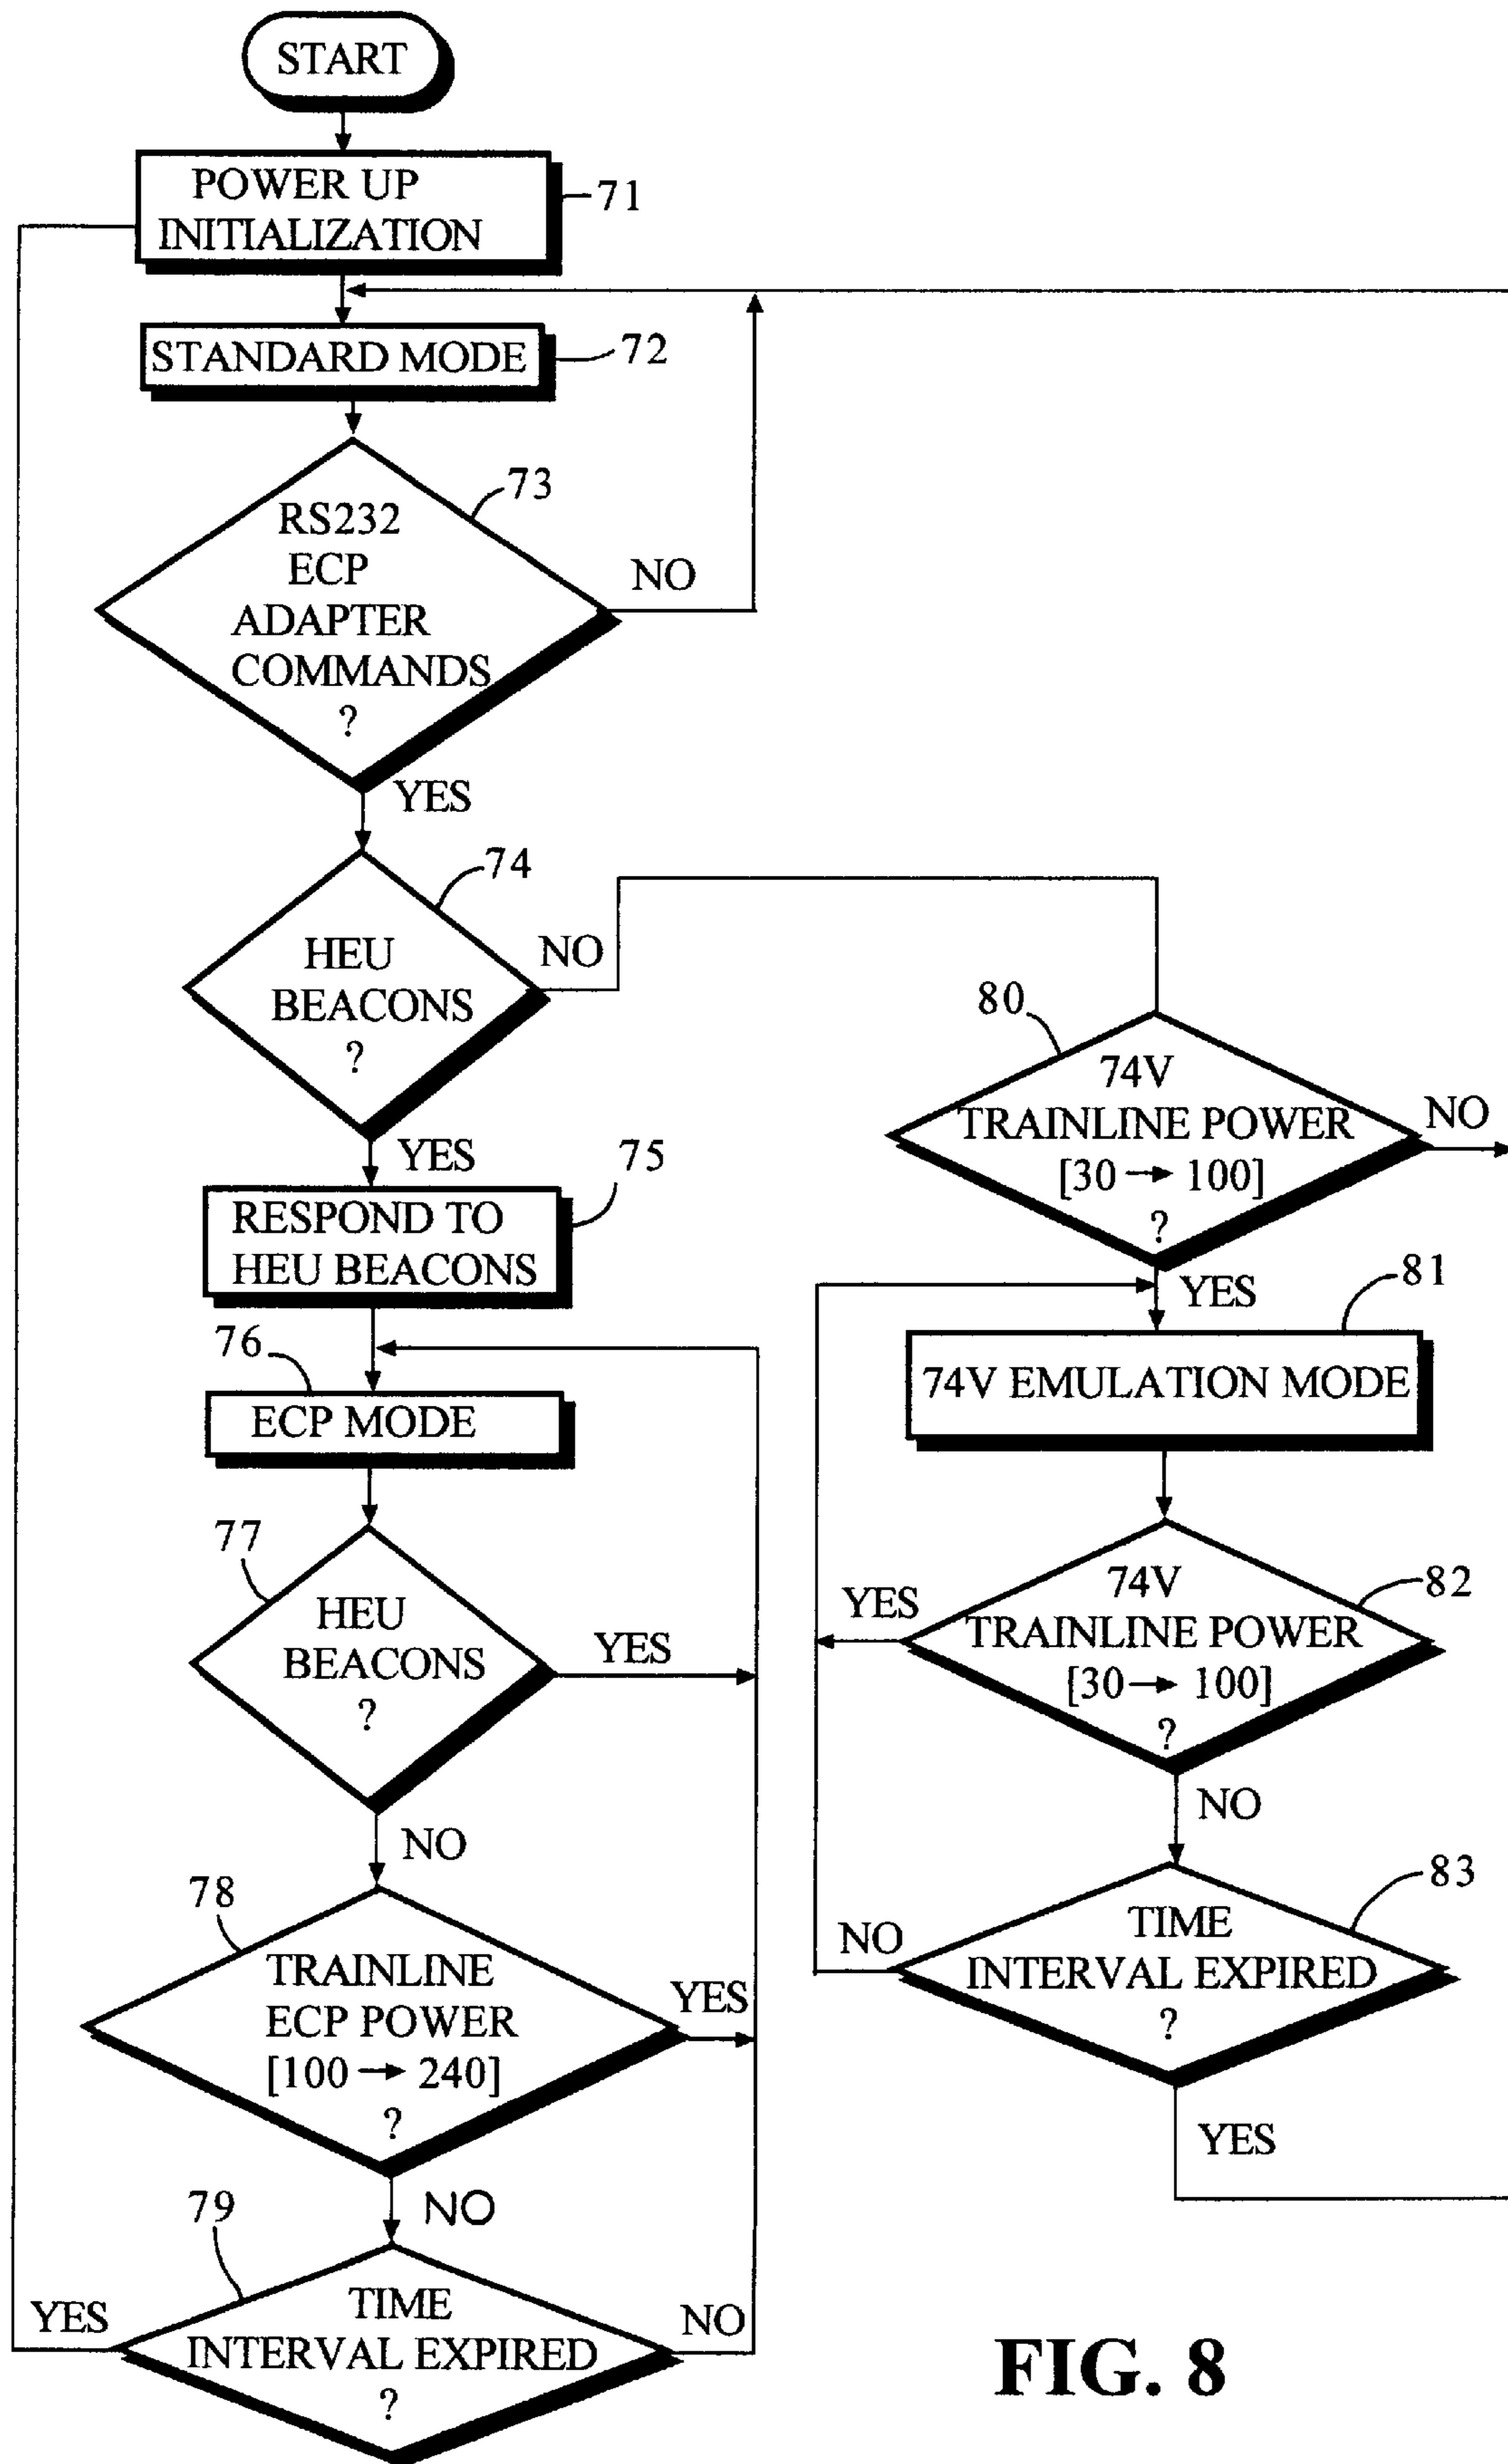 START
POWER UP
INITIALIZATION
71
STANDARD MODE
72
73
RS232
ECP
ADAPTER
COMMANDS
?
NO
YES
74
HEU
BEACONS
?
NO
YES
75
RESPOND TO
HEU BEACONS
76
ECP MODE
77
HEU
BEACONS
?
YES
NO
78
TRAINLINE
ECP POWER
[100 → 240]
?
YES
NO
79
TIME
INTERVAL EXPIRED
?
YES
NO
80
74V
TRAINLINE POWER
[30 → 100]
?
NO
YES
81
74V EMULATION MODE
82
74V
TRAINLINE POWER
[30 → 100]
?
YES
NO
83
TIME
INTERVAL EXPIRED
?
NO
YES
FIG. 8